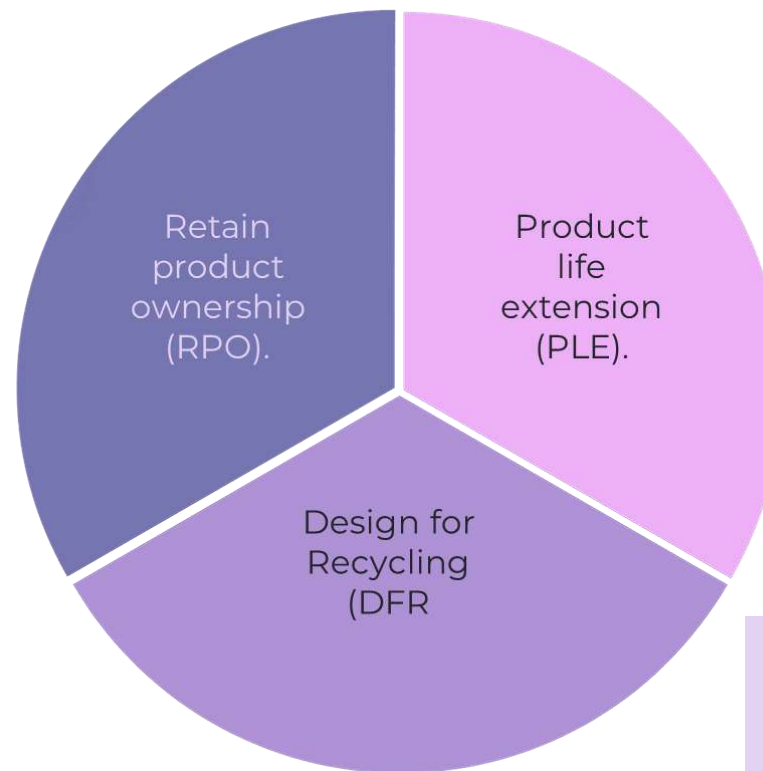 Retain
product
ownership
(RPO).
Product
life
extension
(PLE).
Design for
Recycling
(DFR